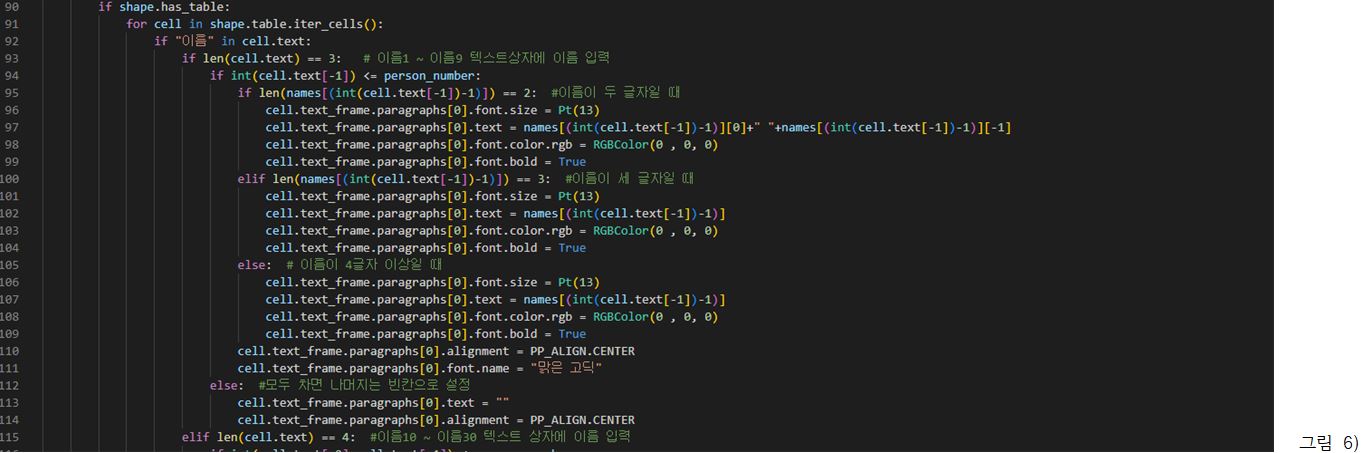 90 if shape.has_table:
91 for cell in shape.table.iter_cells():
92 if "이름" in cell.text:
93 if len(cell.text) == 3: # 이름1 ~ 이름9 텍스트상자에 이름 입력
94 if int(cell.text[-1]) <= person_number:
95 if len(names[(int(cell.text[-1])-1)]) == 2: #이름이 두 글자일 때
96 cell.text_frame.paragraphs[0].font.size = Pt(13)
97 cell.text_frame.paragraphs[0].text = names[(int(cell.text[-1])-1)][0]+" "+names[(int(cell.text[-1])-1)][-1]
98 cell.text_frame.paragraphs[0].font.color.rgb = RGBColor(0 , 0, 0)
99 cell.text_frame.paragraphs[0].font.bold = True
100 elif len(names[(int(cell.text[-1])-1)]) == 3: #이름이 세 글자일 때
101 cell.text_frame.paragraphs[0].font.size = Pt(13)
102 cell.text_frame.paragraphs[0].text = names[(int(cell.text[-1])-1)]
103 cell.text_frame.paragraphs[0].font.color.rgb = RGBColor(0 , 0, 0)
104 cell.text_frame.paragraphs[0].font.bold = True
105 else: # 이름이 4글자 이상일 때
106 cell.text_frame.paragraphs[0].font.size = Pt(13)
107 cell.text_frame.paragraphs[0].text = names[(int(cell.text[-1])-1)]
108 cell.text_frame.paragraphs[0].font.color.rgb = RGBColor(0 , 0, 0)
109 cell.text_frame.paragraphs[0].font.bold = True
110 cell.text_frame.paragraphs[0].alignment = PP_ALIGN.CENTER
111 cell.text_frame.paragraphs[0].font.name = "맑은 고딕"
112 else: #모두 차면 나머지는 빈칸으로 설정
113 cell.text_frame.paragraphs[0].text = ""
114 cell.text_frame.paragraphs[0].alignment = PP_ALIGN.CENTER
115 elif len(cell.text) == 4: #이름10 ~ 이름30 텍스트 상자에 이름 입력
그림 6)